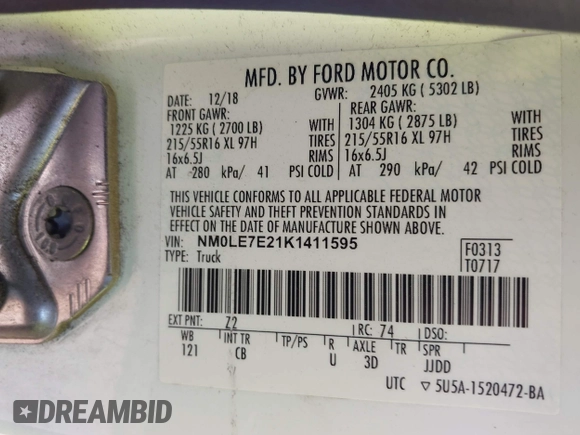 MFD. BY FORD MOTOR CO.
DATE: 12/18 GVWR: 2405 KG ( 5302 LB)
FRONT GAWR: REAR GAWR:
1225 KG ( 2700 LB) WITH 1304 KG ( 2875 LB) WITH
215/55R16 XL 97H TIRES 215/55R16 XL 97H TIRES
16x6.5J RIMS 16x6.5J RIMS
AT 280 kPa/ 41 PSI COLD AT 290 kPa/ 42 PSI COLD
THIS VEHICLE CONFORMS TO ALL APPLICABLE FEDERAL MOTOR
VEHICLE SAFETY AND THEFT PREVENTION STANDARDS IN
EFFECT ON THE DATE OF MANUFACTURE SHOWN ABOVE.
VIN: NM0LE7E21K1411595
TYPE: Truck
F0313
T0717
EXT PNT: Z2 RC: 74 DSO:
WB INT TR TP/PS R AXLE TR SPR
121 CB U 3D JJDD
UTC ▽ 5U5A-1520472-BA
DREAMBID
DREAMBID